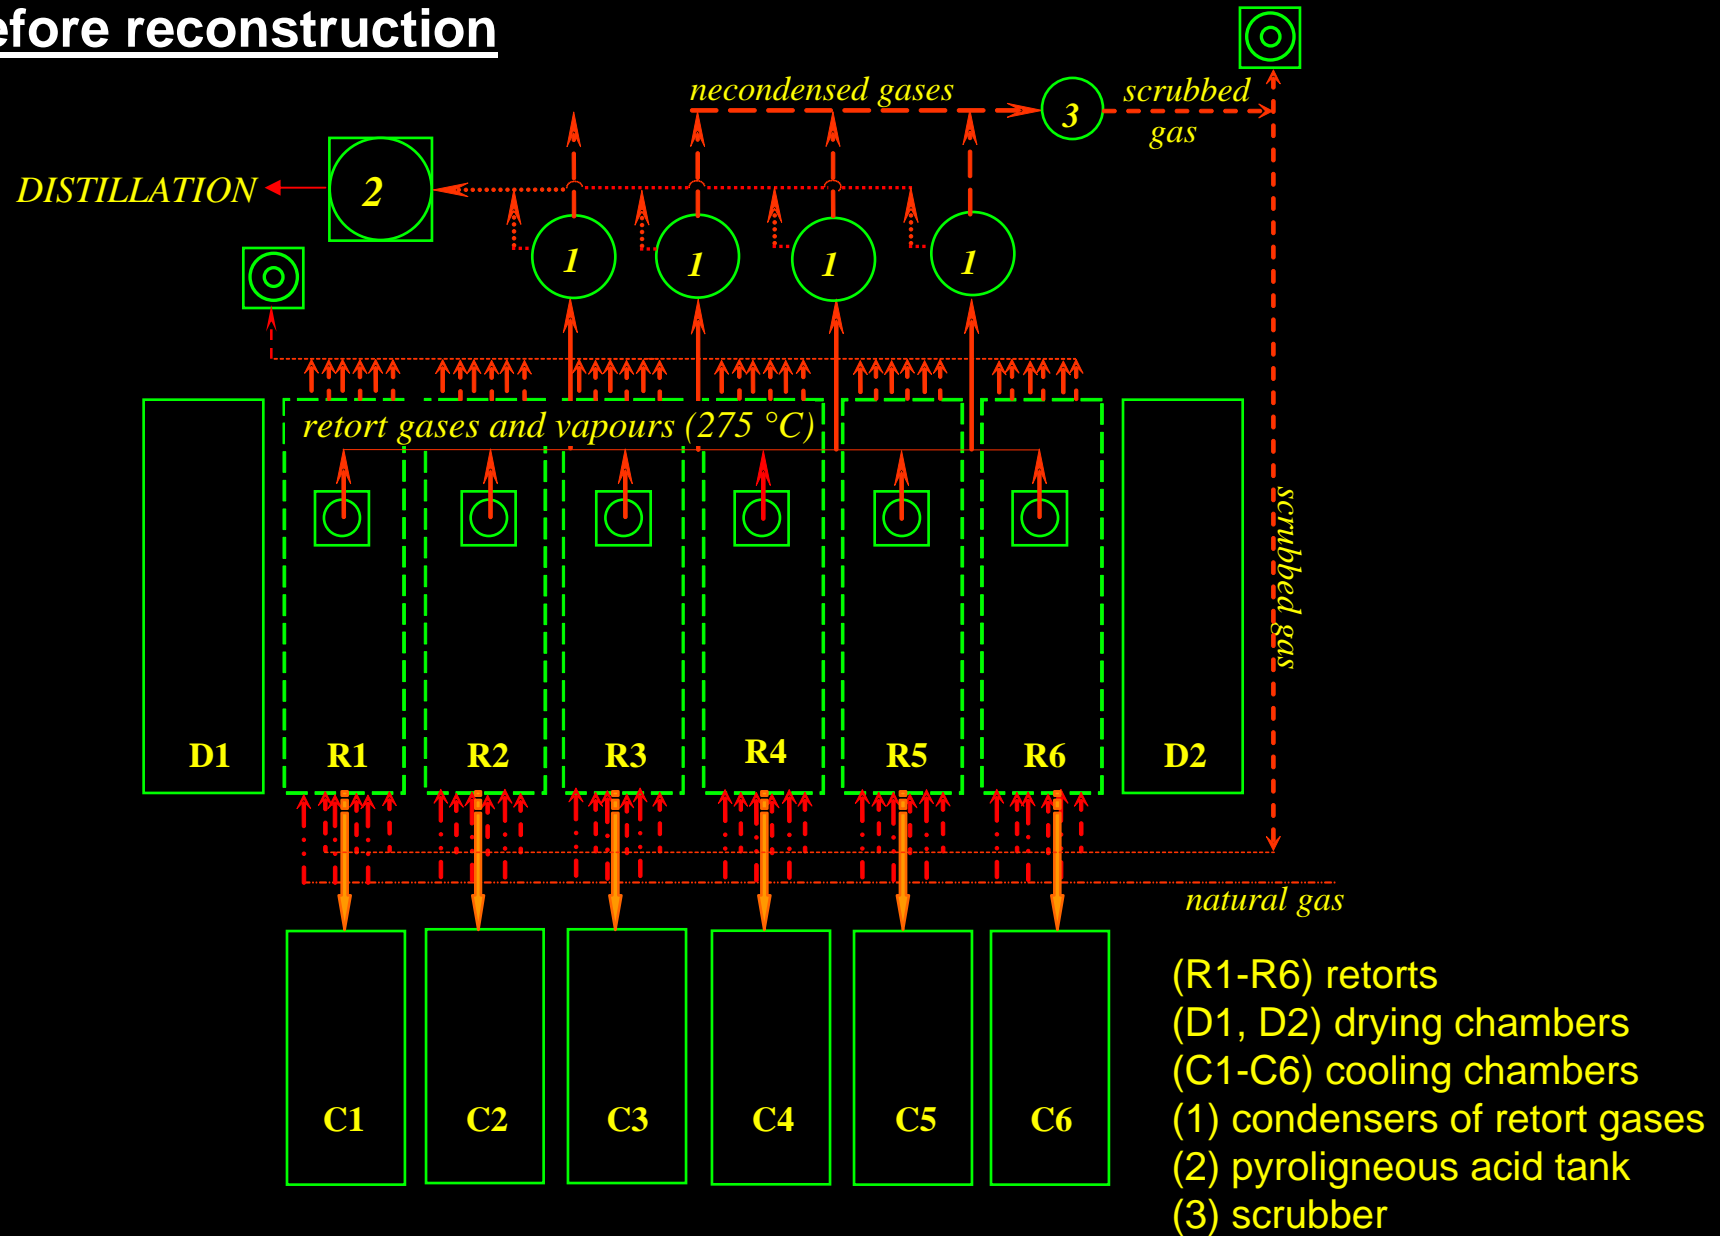 efore reconstruction
necondensed gases
scrubbed
gas
3
DISTILLATION
2
1
1
1
1
retort gases and vapours (275 °C)
scrubbed gas
D1
R1
R2
R3
R4
R5
R6
D2
natural gas
C1
C2
C3
C4
C5
C6
(R1-R6) retorts
(D1, D2) drying chambers
(C1-C6) cooling chambers
(1) condensers of retort gases
(2) pyroligneous acid tank
(3) scrubber